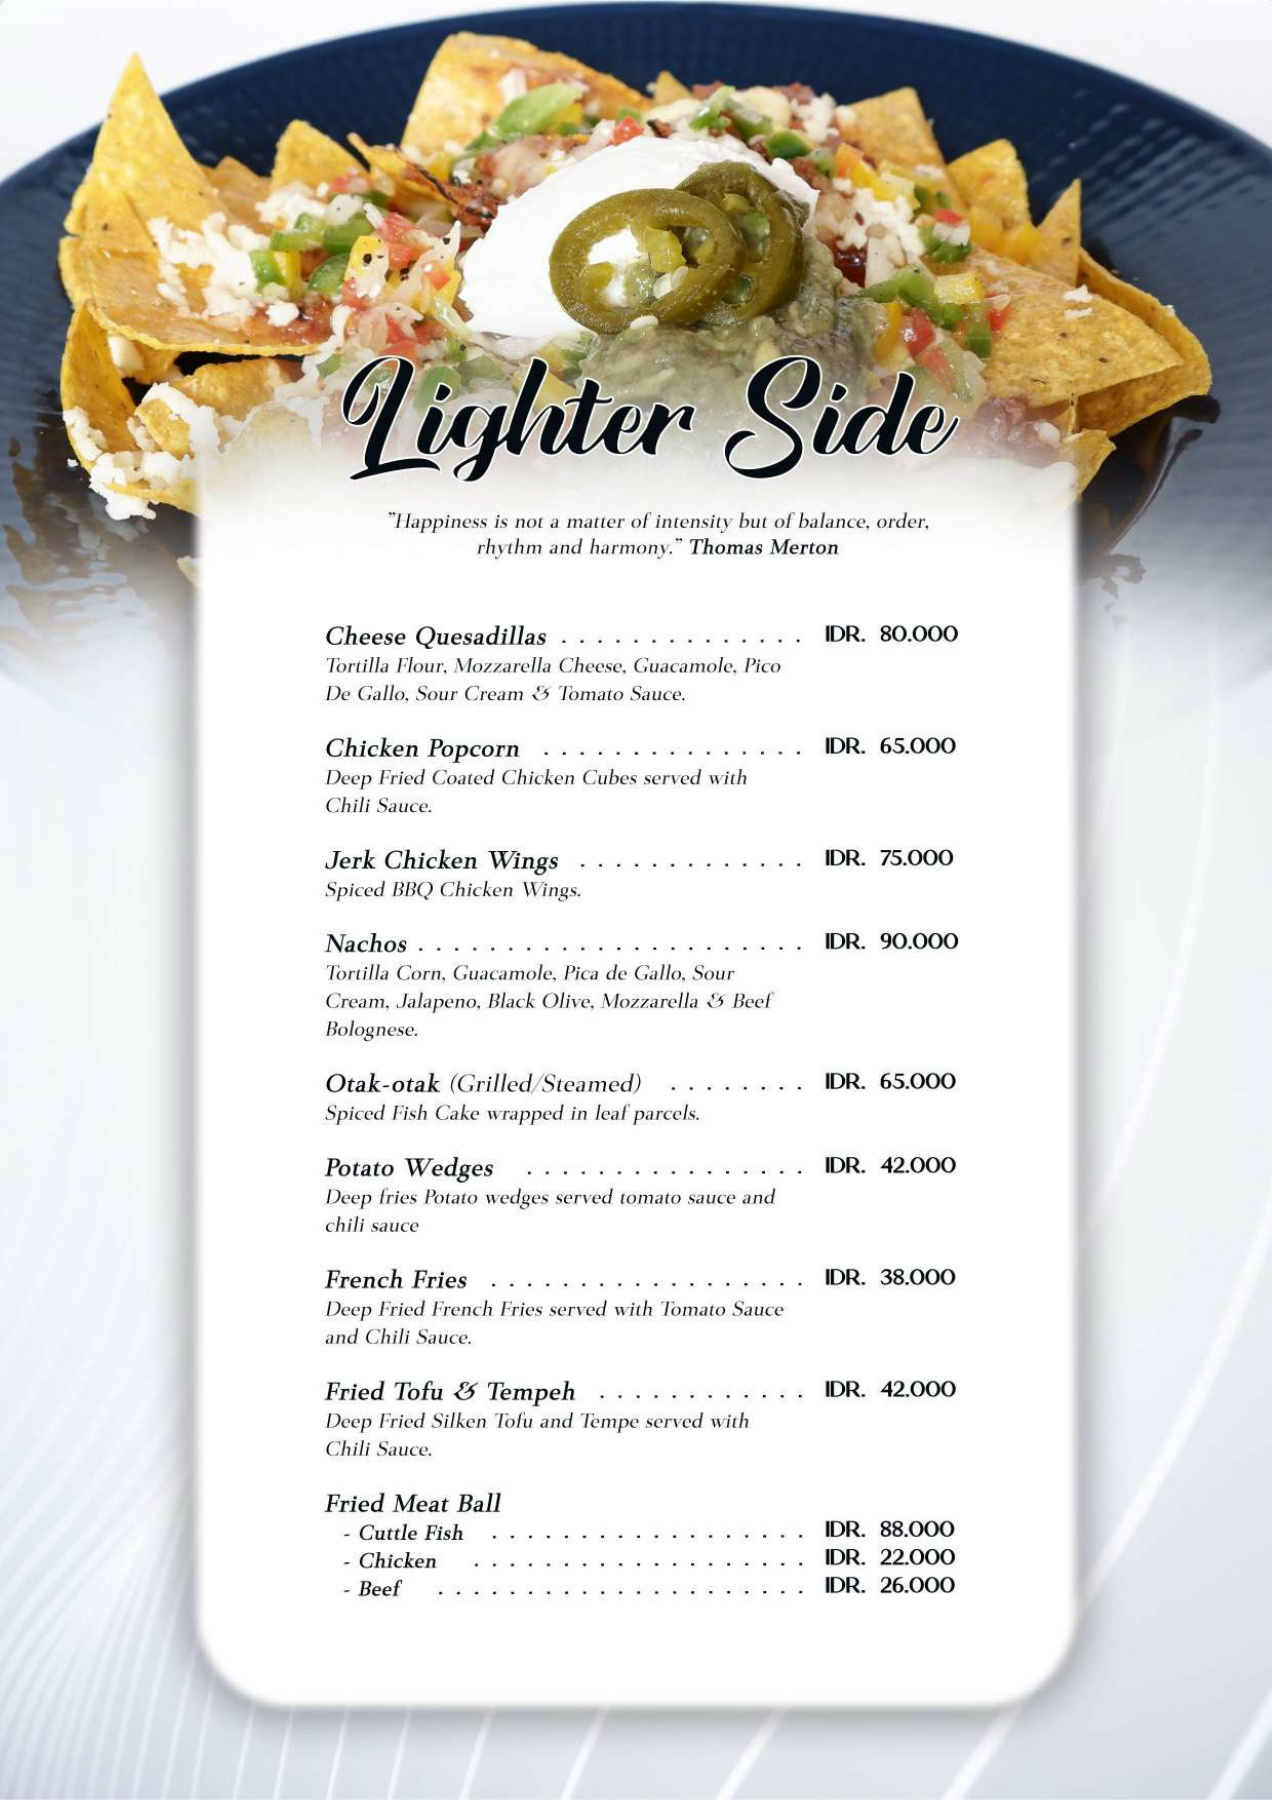 Lighter Side
"Happiness is not a matter of intensity but of balance, order,
rhythm and harmony." Thomas Merton
Cheese Quesadillas . . . . . . . . . . . . . . IDR. 80.000
Tortilla Flour, Mozzarella Cheese, Guacamole, Pico
De Gallo, Sour Cream & Tomato Sauce.
Chicken Popcorn . . . . . . . . . . . . . . . IDR. 65.000
Deep Fried Coated Chicken Cubes served with
Chili Sauce.
Jerk Chicken Wings . . . . . . . . . . . . . IDR. 75.000
Spiced BBQ Chicken Wings.
Nachos . . . . . . . . . . . . . . . . . . . . . . IDR. 90.000
Tortilla Corn, Guacamole, Pica de Gallo, Sour
Cream, Jalapeno, Black Olive, Mozzarella & Beef
Bolognese.
Otak-otak (Grilled/Steamed) . . . . . . . . IDR. 65.000
Spiced Fish Cake wrapped in leaf parcels.
Potato Wedges . . . . . . . . . . . . . . . . IDR. 42.000
Deep fries Potato wedges served tomato sauce and
chili sauce
French Fries . . . . . . . . . . . . . . . . . . IDR. 38.000
Deep Fried French Fries served with Tomato Sauce
and Chili Sauce.
Fried Tofu & Tempeh . . . . . . . . . . . . IDR. 42.000
Deep Fried Silken Tofu and Tempe served with
Chili Sauce.
Fried Meat Ball
- Cuttle Fish . . . . . . . . . . . . . . . . . . IDR. 88.000
- Chicken . . . . . . . . . . . . . . . . . . . IDR. 22.000
- Beef . . . . . . . . . . . . . . . . . . . . . IDR. 26.000